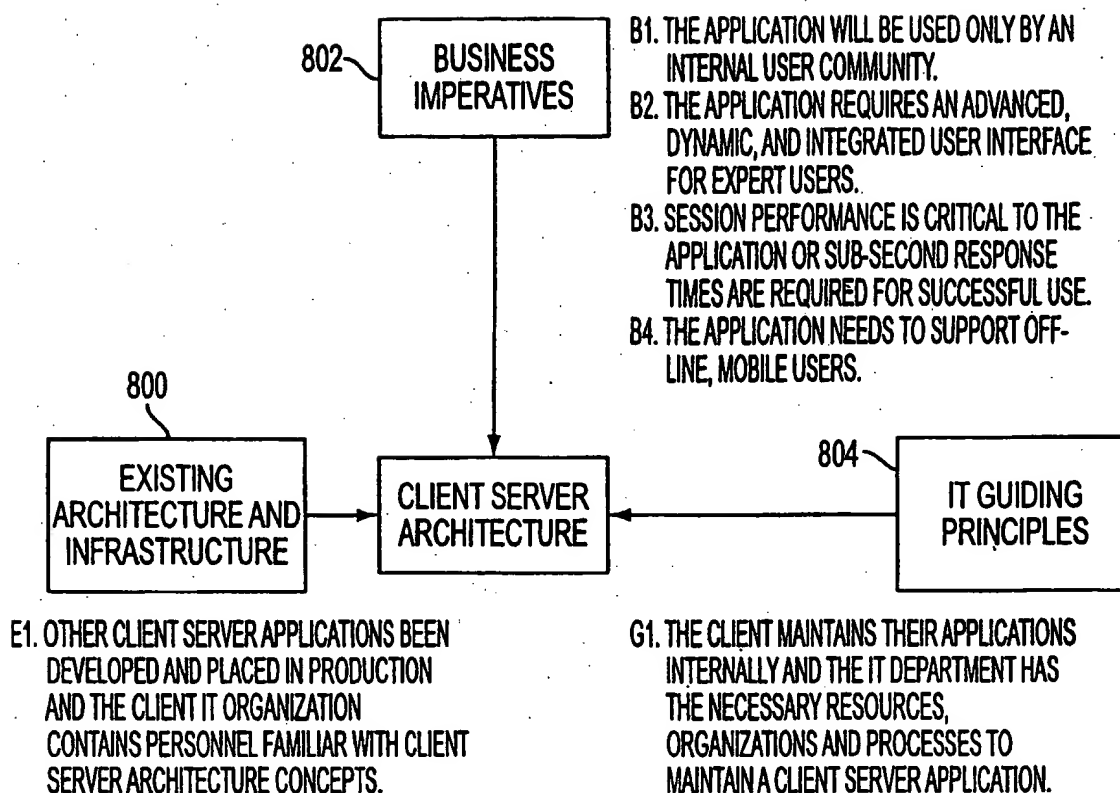 802
BUSINESS
IMPERATIVES
B1. THE APPLICATION WILL BE USED ONLY BY AN
INTERNAL USER COMMUNITY.
B2. THE APPLICATION REQUIRES AN ADVANCED,
DYNAMIC, AND INTEGRATED USER INTERFACE
FOR EXPERT USERS.
B3. SESSION PERFORMANCE IS CRITICAL TO THE
APPLICATION OR SUB-SECOND RESPONSE
TIMES ARE REQUIRED FOR SUCCESSFUL USE.
B4. THE APPLICATION NEEDS TO SUPPORT OFF-
LINE, MOBILE USERS.
800
EXISTING
ARCHITECTURE AND
INFRASTRUCTURE
CLIENT SERVER
ARCHITECTURE
804
IT GUIDING
PRINCIPLES
E1. OTHER CLIENT SERVER APPLICATIONS BEEN
DEVELOPED AND PLACED IN PRODUCTION
AND THE CLIENT IT ORGANIZATION
CONTAINS PERSONNEL FAMILIAR WITH CLIENT
SERVER ARCHITECTURE CONCEPTS.
G1. THE CLIENT MAINTAINS THEIR APPLICATIONS
INTERNALLY AND THE IT DEPARTMENT HAS
THE NECESSARY RESOURCES,
ORGANIZATIONS AND PROCESSES TO
MAINTAIN A CLIENT SERVER APPLICATION.